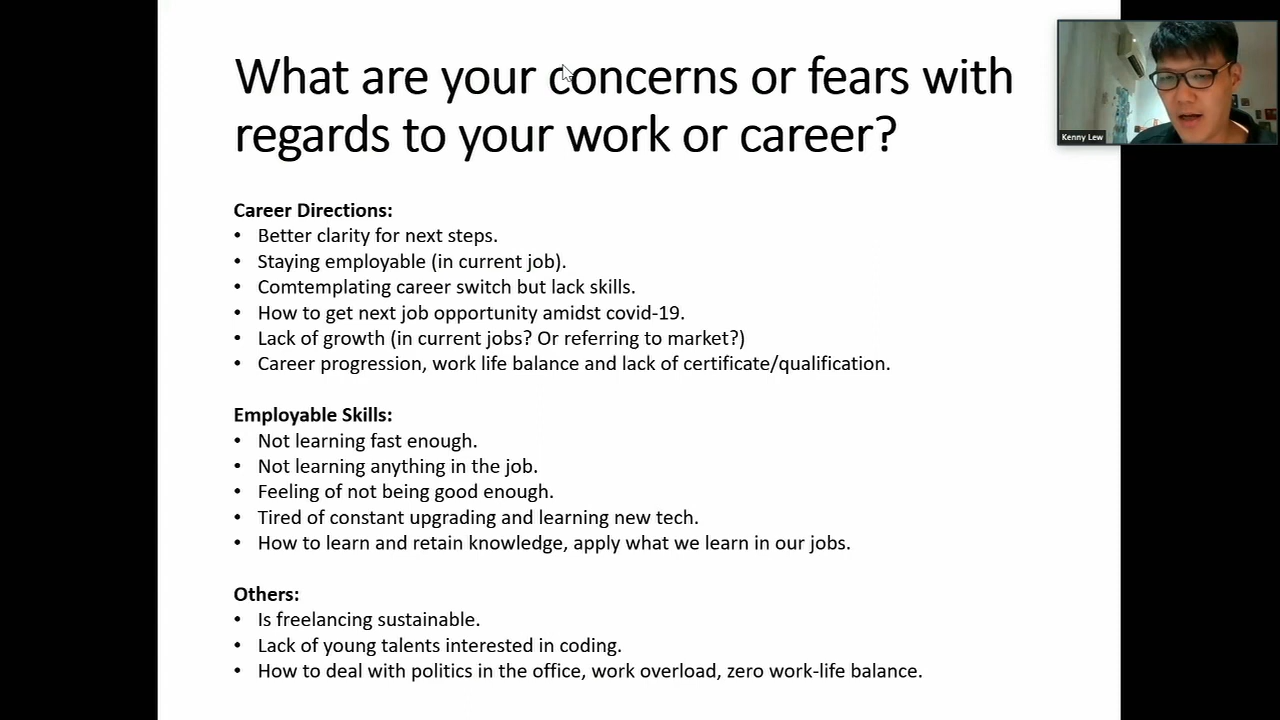 What are your concerns or fears with
regards to your work or career?
Kenny Lew
Career Directions:
• Better clarity for next steps.
• Staying employable (in current job).
• Comtemplating career switch but lack skills.
• How to get next job opportunity amidst covid-19.
• Lack of growth (in current jobs? Or referring to market?)
• Career progression, work life balance and lack of certificate/qualification.
Employable Skills:
• Not learning fast enough.
• Not learning anything in the job.
• Feeling of not being good enough.
• Tired of constant upgrading and learning new tech.
• How to learn and retain knowledge, apply what we learn in our jobs.
Others:
• Is freelancing sustainable.
• Lack of young talents interested in coding.
• How to deal with politics in the office, work overload, zero work-life balance.